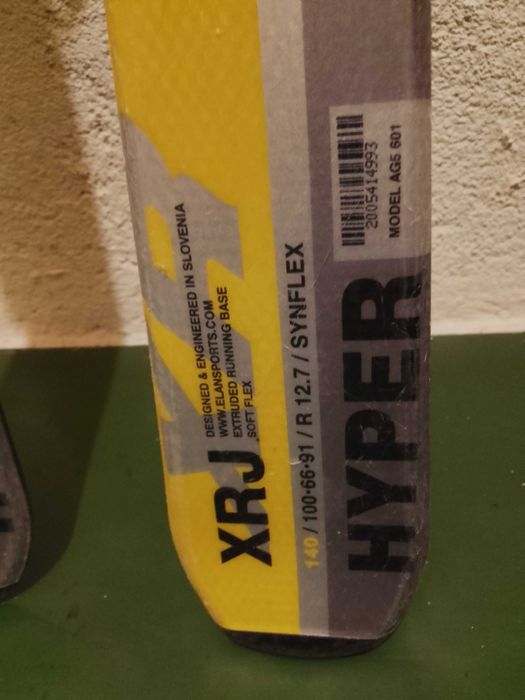 XRJ
DESIGNED & ENGINEERED IN SLOVENIA
WWW.ELANSPORTS.COM
EXTRUDED RUNNING BASE
SOFT FLEX
140 / 100•66•91 / R 12.7 / SYNFLEX
HYPER
2005414993
MODEL AG5 601